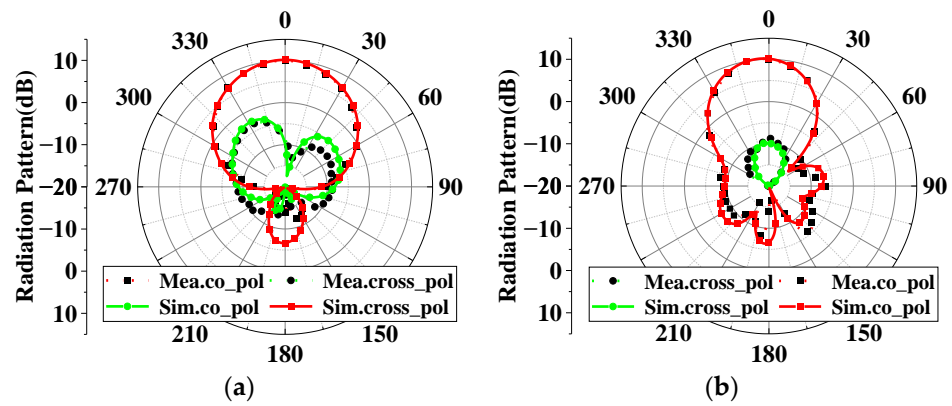 0
330
30
300
60
270
90
210
150
180
Radiation Pattern(dB)
10
0
−10
−20
−10
0
10
Mea.co_pol
Mea.cross_pol
Sim.co_pol
Sim.cross_pol
(a)
0
330
30
300
60
270
90
210
150
180
Radiation Pattern(dB)
10
0
−10
−20
−10
0
10
Mea.cross_pol
Mea.co_pol
Sim.co_pol
Sim.cross_pol
(b)